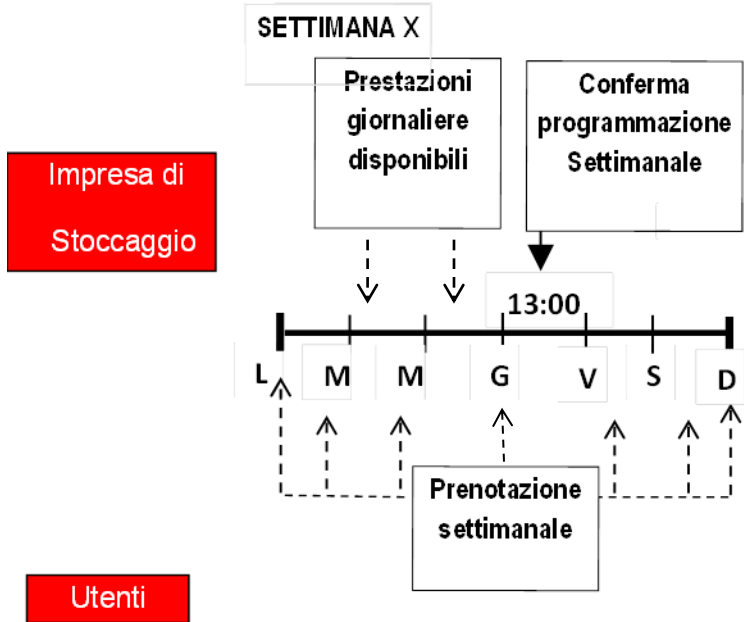 SETTIMANA X
Prestazioni
giornaliere
disponibili
Conferma
programmazione
Settimanale
Impresa di
Stoccaggio
13:00
L M M G V S D
Prenotazione
settimanale
Utenti